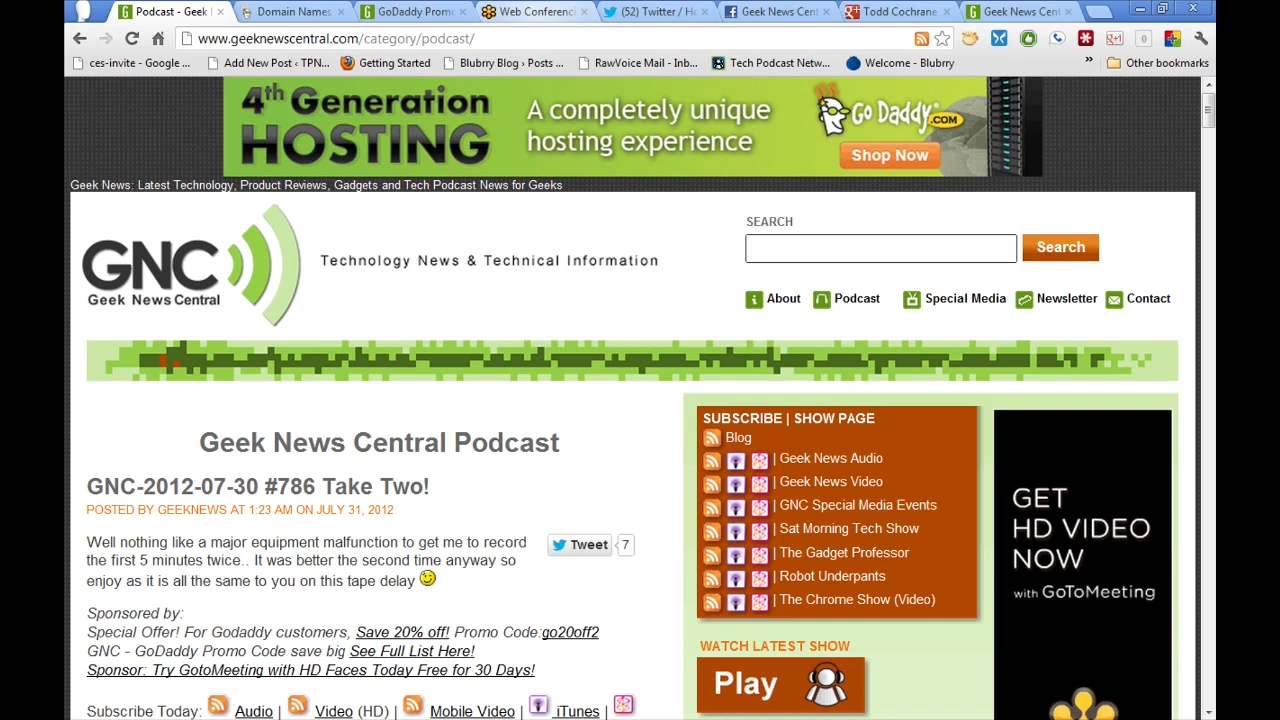 Podcast - Geek
Domain Names
GoDaddy Promo
Web Conferenci
(52) Twitter / Ho
Geek News Cent
Todd Cochrane
Geek News Cent
www.geeknewscentral.com/category/podcast/
ces-invite - Google ...
Add New Post ‹ TPN...
Getting Started
Blubrry Blog › Posts ...
RawVoice Mail - Inb...
Tech Podcast Netw...
Welcome - Blubrry
»
Other bookmarks
4th Generation
HOSTING
A completely unique
hosting experience
Go Daddy.COM
Shop Now
Geek News: Latest Technology, Product Reviews, Gadgets and Tech Podcast News for Geeks
GNC
Geek News Central
Technology News & Technical Information
SEARCH
Search
About
Podcast
Special Media
Newsletter
Contact
Geek News Central Podcast
GNC-2012-07-30 #786 Take Two!
POSTED BY GEEKNEWS AT 1:23 AM ON JULY 31, 2012
Well nothing like a major equipment malfunction to get me to record
the first 5 minutes twice.. It was better the second time anyway so
enjoy as it is all the same to you on this tape delay
Tweet 7
Sponsored by:
Special Offer! For Godaddy customers, Save 20% off! Promo Code:go20off2
GNC - GoDaddy Promo Code save big See Full List Here!
Sponsor: Try GotoMeeting with HD Faces Today Free for 30 Days!
Subscribe Today: Audio | Video (HD) | Mobile Video | iTunes |
SUBSCRIBE | SHOW PAGE
Blog
| Geek News Audio
| Geek News Video
| GNC Special Media Events
| Sat Morning Tech Show
| The Gadget Professor
| Robot Underpants
| The Chrome Show (Video)
WATCH LATEST SHOW
Play
GET
HD VIDEO
NOW
with GoToMeeting